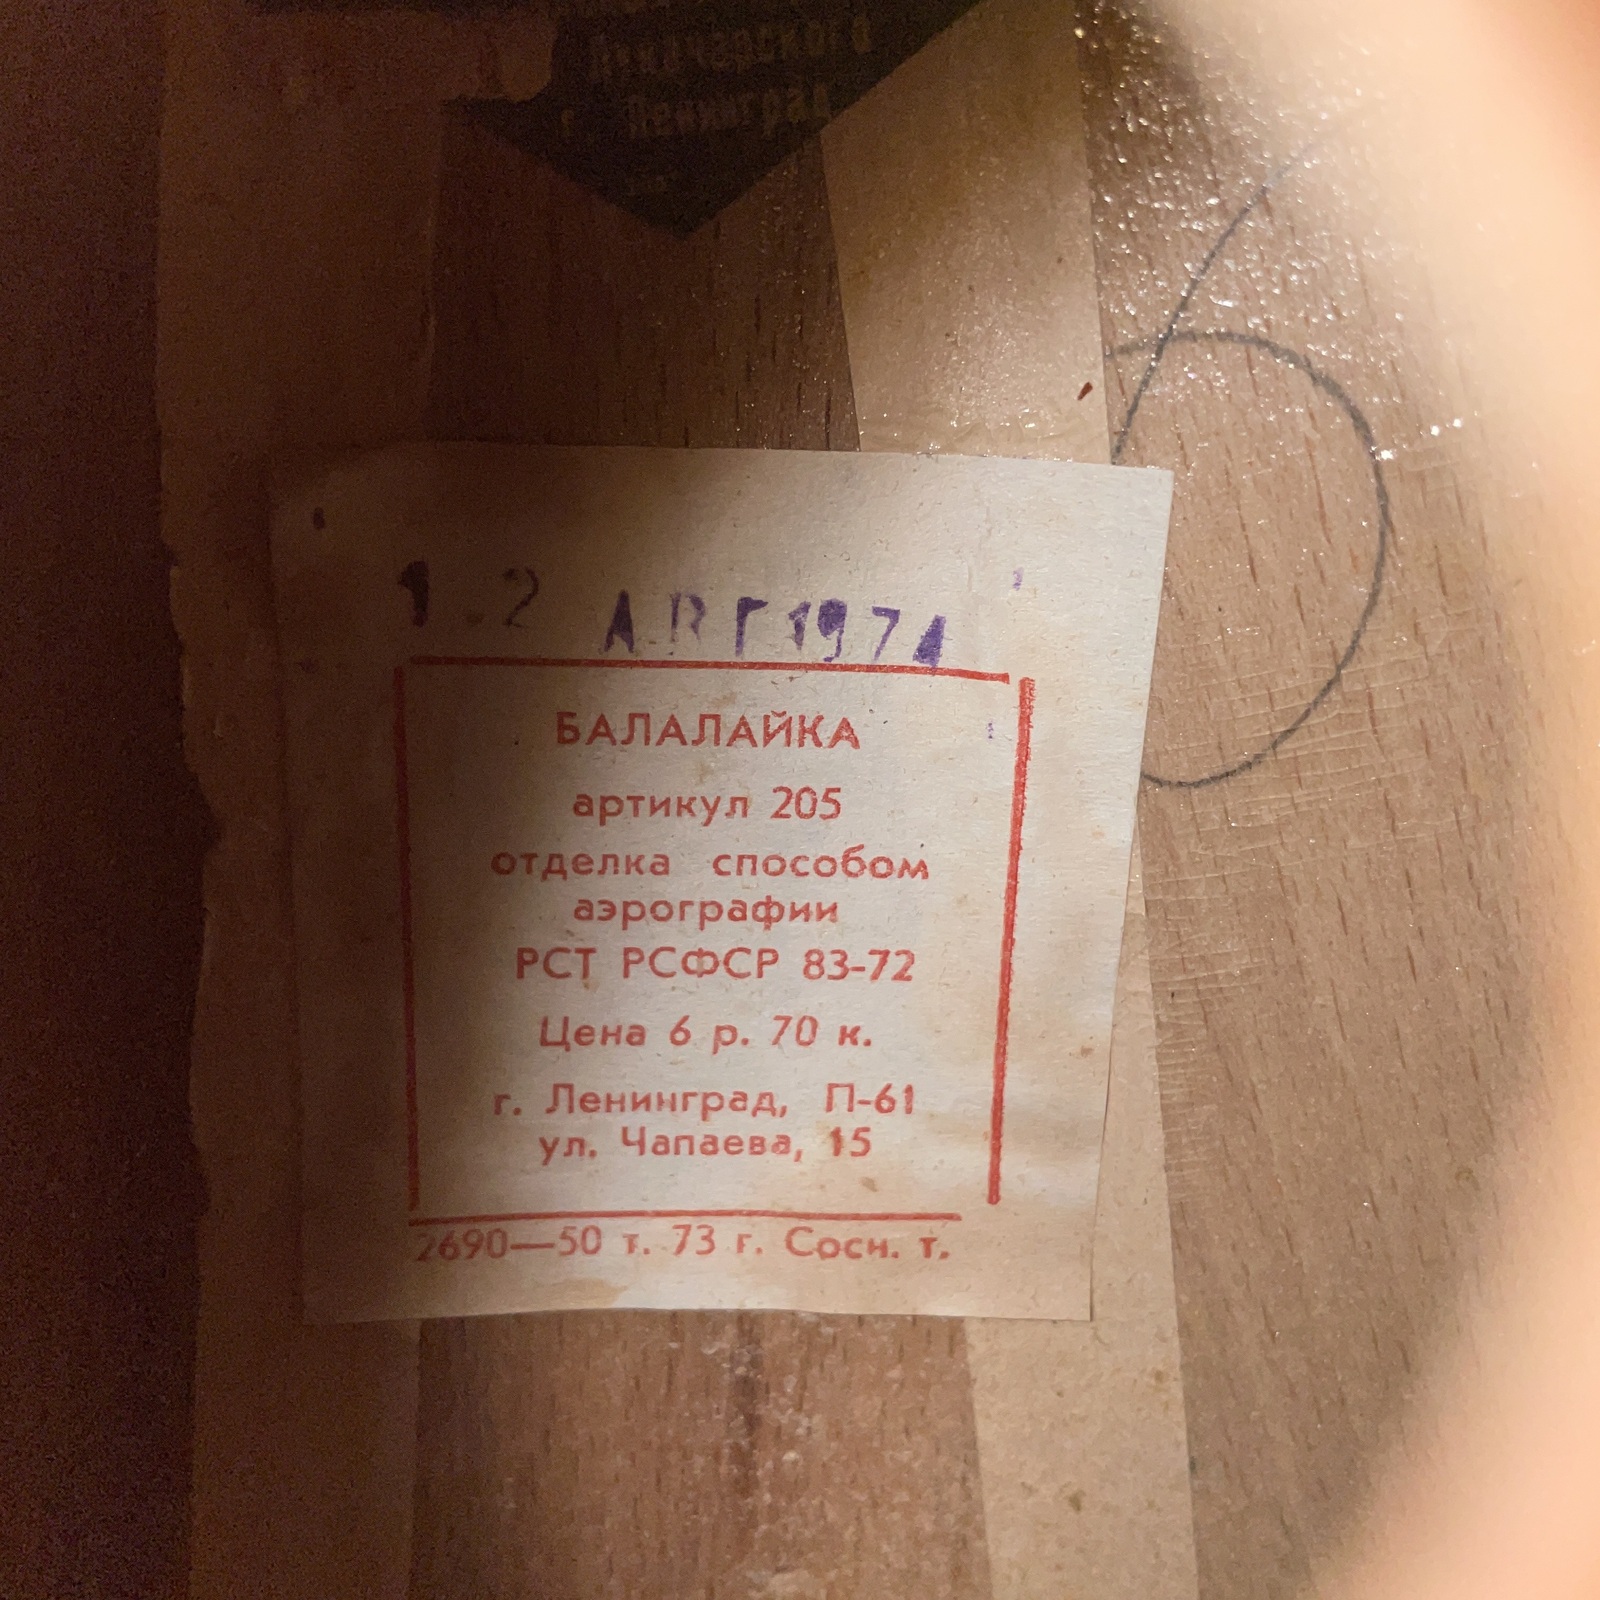 г. Ленинград
12 АВГ 1974
БАЛАЛАЙКА
артикул 205
отделка способом
аэрографии
РСТ РСФСР 83-72
Цена 6 р. 70 к.
г. Ленинград, П-61
ул. Чапаева, 15
2690—50 т. 73 г. Сосн. т.